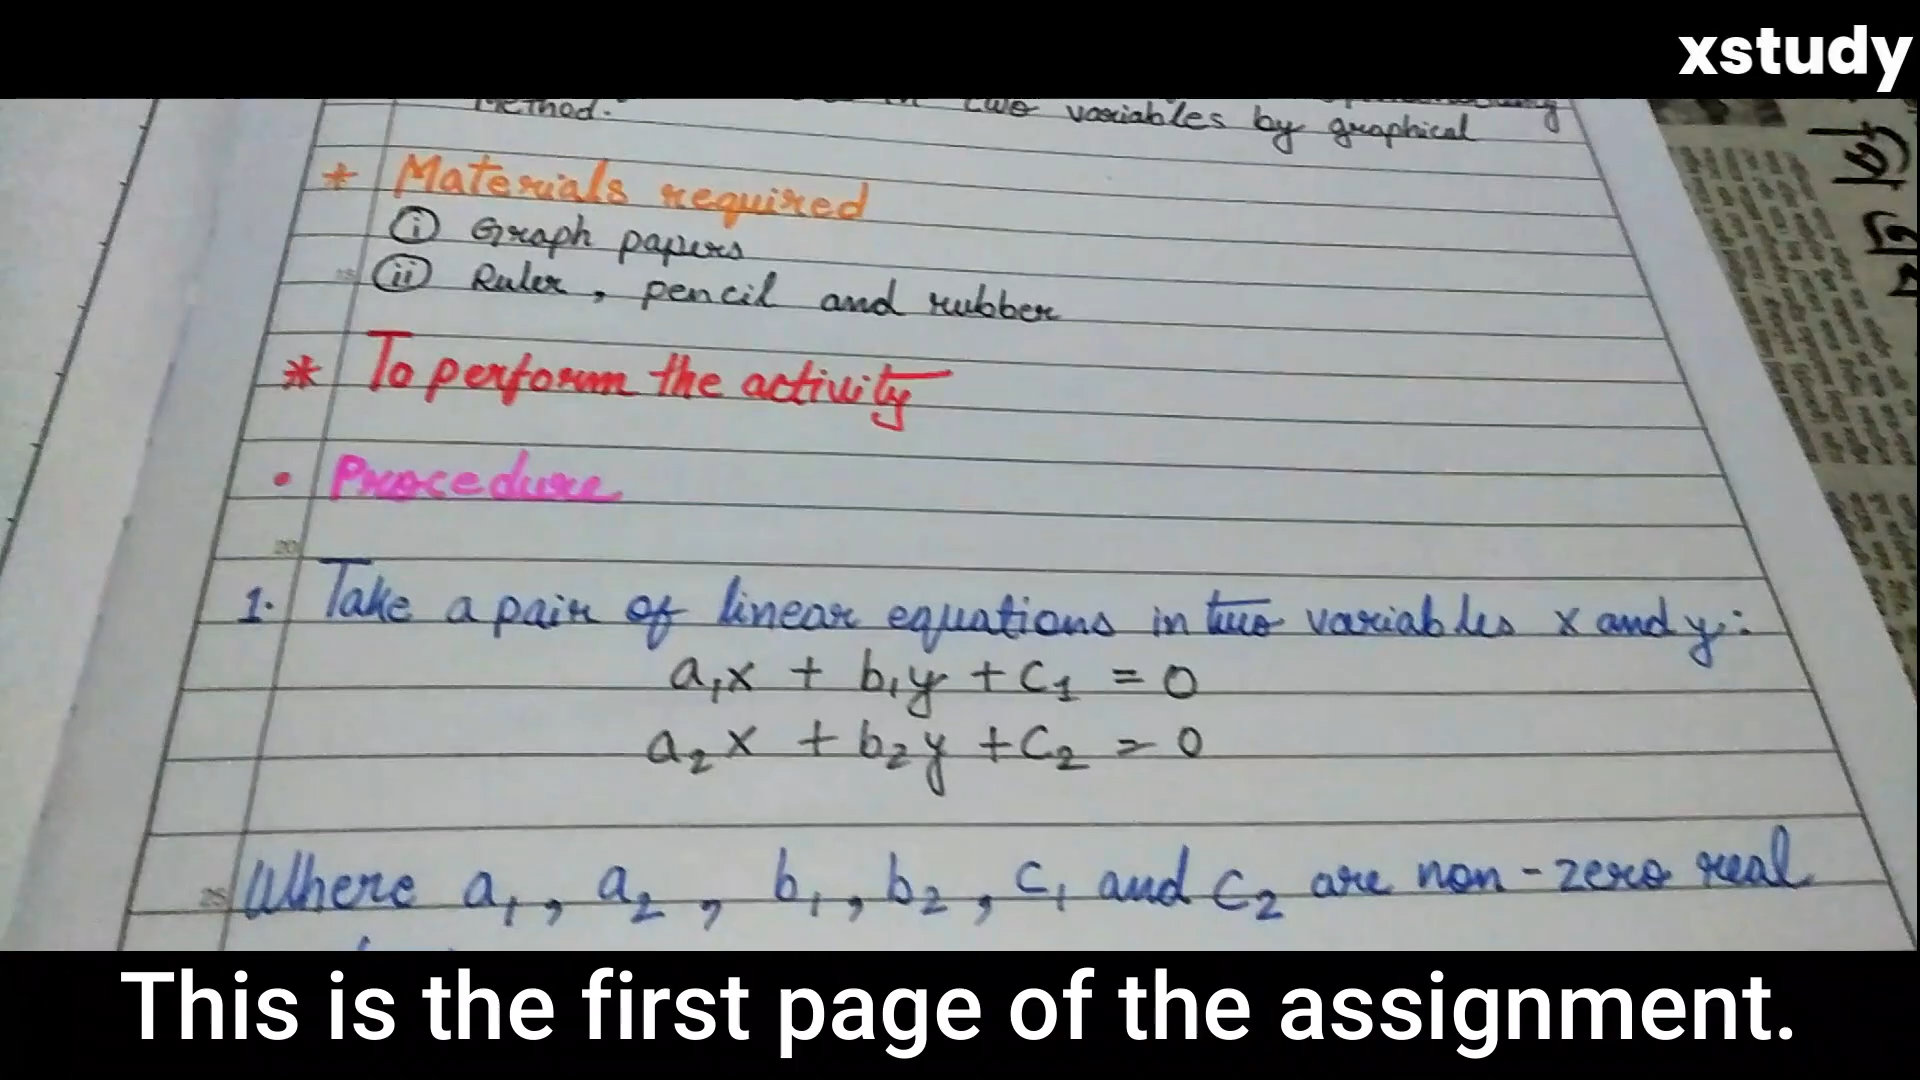 xstudy
in two variables by graphical
Method.
* Materials required
(i) Graph papers
(ii) Ruler, pencil and rubber
* To perform the activity
• Procedure
20
1. Take a pair of linear equations in two variables x and y:
a₁x + b₁y + c₁ = 0
a₂x + b₂y + c₂ = 0
25
Where a₁, a₂, b₁, b₂, c₁ and c₂ are non-zero real
This is the first page of the assignment.